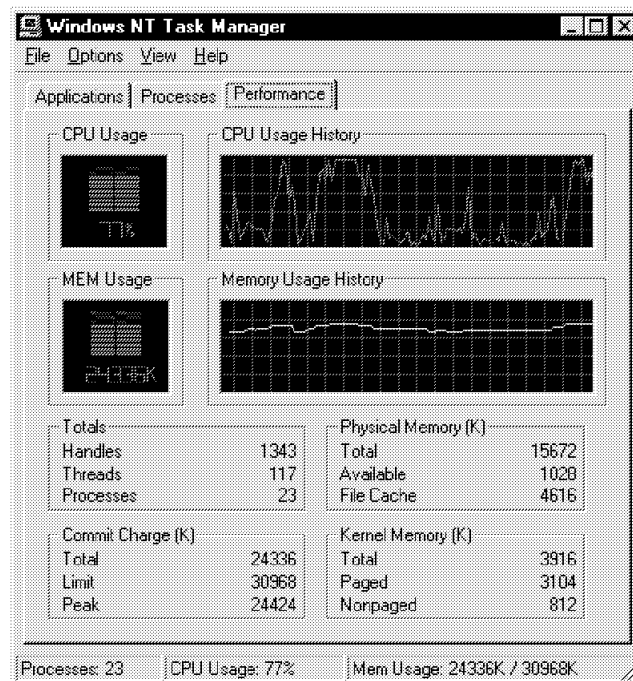 Windows NT Task Manager
File Options View Help
Applications Processes Performance
CPU Usage CPU Usage History
77%
MEM Usage Memory Usage History
24336K
Totals Physical Memory (K)
Handles 1343 Total 15672
Threads 117 Available 1028
Processes 23 File Cache 4616
Commit Charge (K) Kernel Memory (K)
Total 24336 Total 3916
Limit 30968 Paged 3104
Peak 24424 Nonpaged 812
Processes: 23 CPU Usage: 77% Mem Usage: 24336K / 30968K